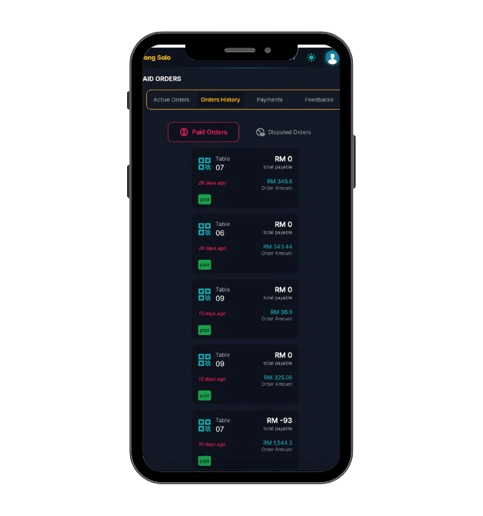 ong Solo
AID ORDERS
Active Orders Orders History Payments Feedbacks
Paid Orders Disputed Orders
Table RM 0
07 total payable
28 days ago RM 345.6
Order Amount
paid
Table RM 0
06 total payable
28 days ago RM 343.44
Order Amount
paid
Table RM 0
09 total payable
13 days ago RM 38.9
Order Amount
paid
Table RM 0
09 total payable
RM 325.08
days ago Order Amount
paid
Table RM -93
07 total payable
10 days ago RM 1,544.3
Order Amount
paid